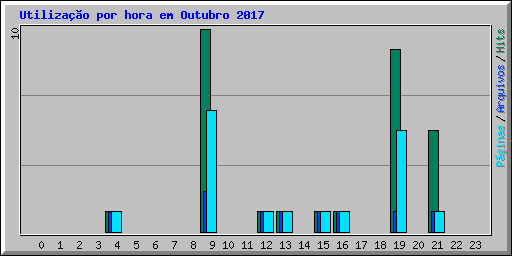 Utilização por hora em Outubro 2017
10
0 1 2 3 4 5 6 7 8 9 10 11 12 13 14 15 16 17 18 19 20 21 22 23
Páginas / Arquivos / Hits